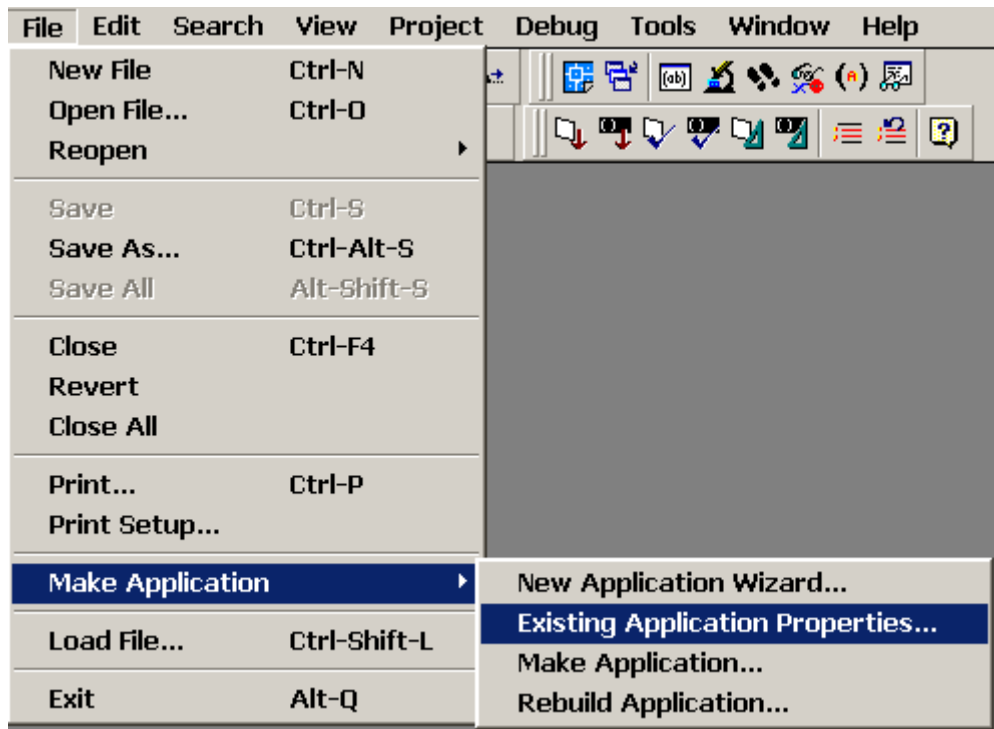 File Edit Search View Project Debug Tools Window Help
New File Ctrl-N
Open File... Ctrl-O
Reopen
Save Ctrl-S
Save As... Ctrl-Alt-S
Save All Alt-Shift-S
Close Ctrl-F4
Revert
Close All
Print... Ctrl-P
Print Setup...
Make Application
Load File... Ctrl-Shift-L
Exit Alt-Q
New Application Wizard...
Existing Application Properties...
Make Application...
Rebuild Application...
(ab)
(A)
?